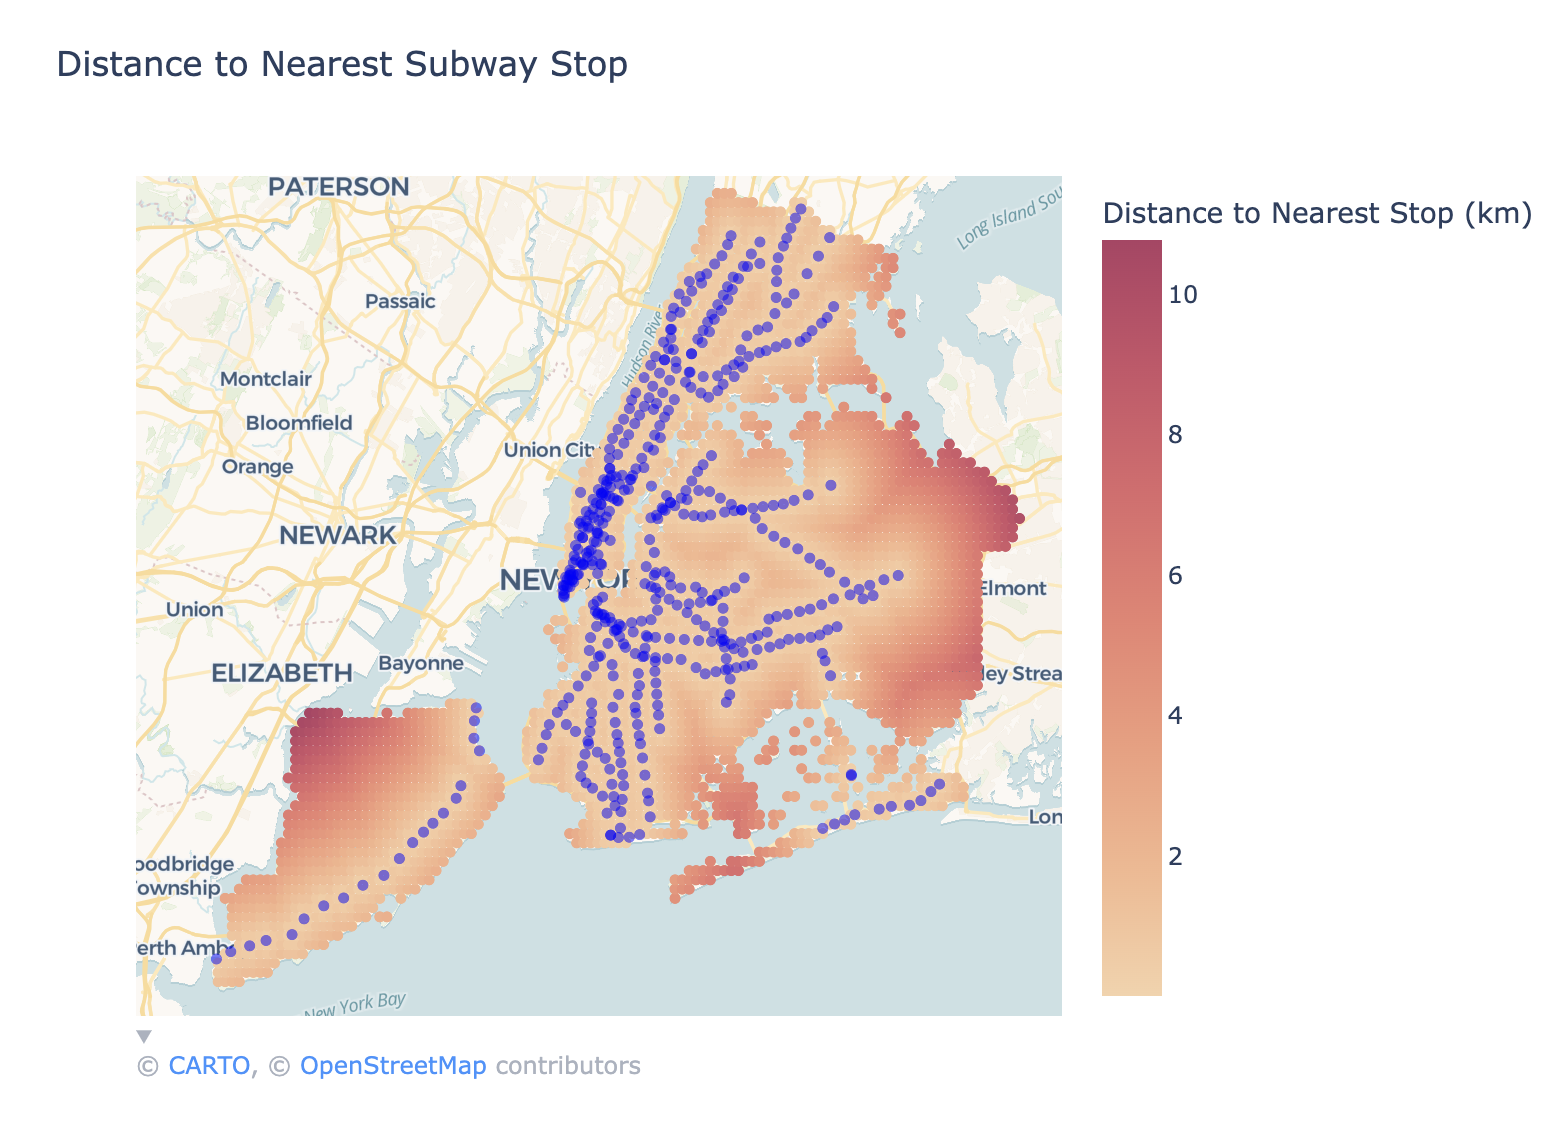 Distance to Nearest Subway Stop
PATERSON
Long Island Sou
Distance to Nearest Stop (km)
10
8
6
4
2
Passaic
Hudson River
Montclair
Bloomfield
Union City
Orange
NEWARK
NEW YOR
Elmont
Union
ELIZABETH
Bayonne
ley Strea
Lon
oodbridge
ownship
erth Amb
New York Bay
© CARTO, © OpenStreetMap contributors